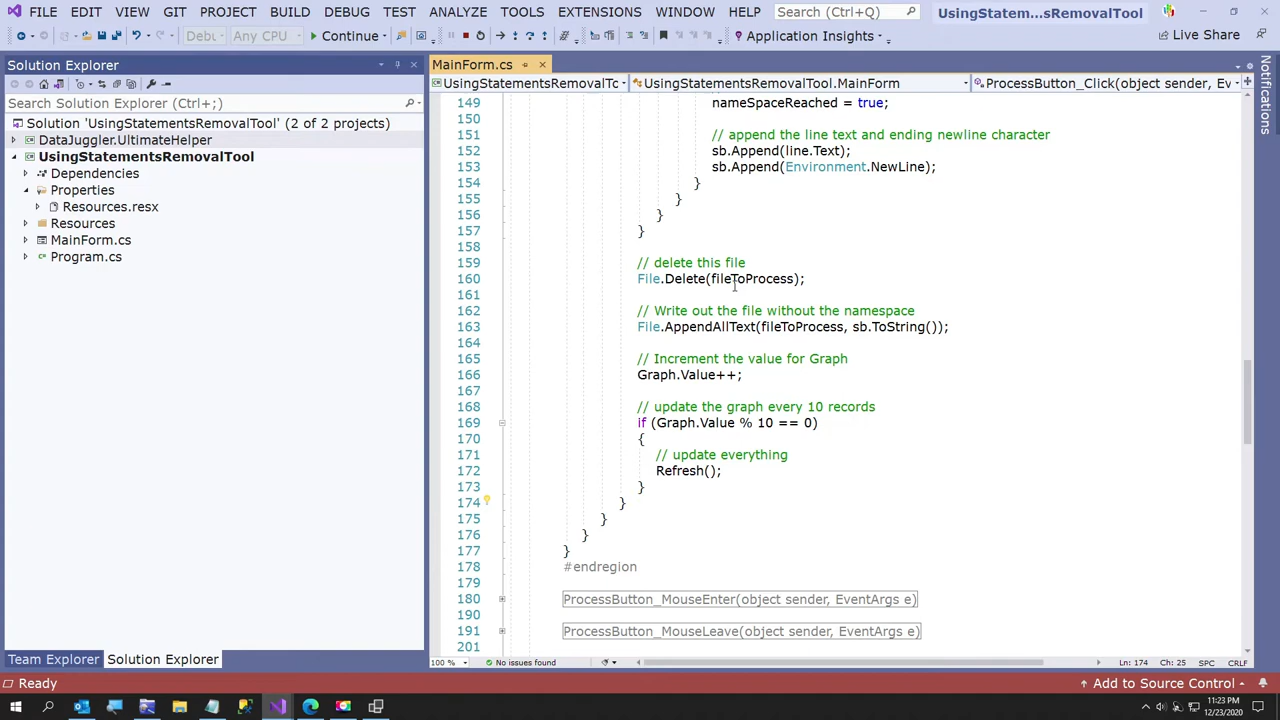 FILE EDIT VIEW GIT PROJECT BUILD DEBUG TEST ANALYZE TOOLS EXTENSIONS WINDOW HELP Search (Ctrl+Q) UsingStatem...sRemovalTool
Debu Any CPU Continue Application Insights Live Share
Solution Explorer
MainForm.cs
UsingStatementsRemovalTo UsingStatementsRemovalTool.MainForm ProcessButton_Click(object sender, Ev
Search Solution Explorer (Ctrl+;)
Solution 'UsingStatementsRemovalTool' (2 of 2 projects)
DataJuggler.UltimateHelper
UsingStatementsRemovalTool
Dependencies
Properties
Resources.resx
Resources
MainForm.cs
Program.cs
149 nameSpaceReached = true;
150
151 // append the line text and ending newline character
152 sb.Append(line.Text);
153 sb.Append(Environment.NewLine);
154 }
155 }
156 }
157 }
158
159 // delete this file
160 File.Delete(fileToProcess);
161
162 // Write out the file without the namespace
163 File.AppendAllText(fileToProcess, sb.ToString());
164
165 // Increment the value for Graph
166 Graph.Value++;
167
168 // update the graph every 10 records
169 if (Graph.Value % 10 == 0)
170 {
171 // update everything
172 Refresh();
173 }
174 }
175 }
176 }
177 }
178 #endregion
179
180 ProcessButton_MouseEnter(object sender, EventArgs e)
190
191 ProcessButton_MouseLeave(object sender, EventArgs e)
201
Notifications
Team Explorer Solution Explorer
100 % No issues found Ln: 174 Ch: 25 SPC CRLF
Ready Add to Source Control
11:23 PM
12/23/2020